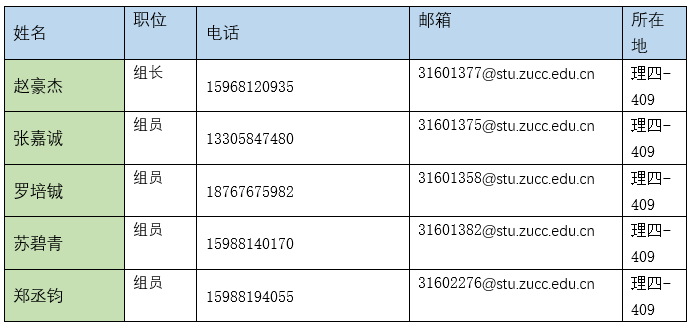 姓名 职位 电话 邮箱 所在
地
赵豪杰 组长 15968120935 31601377@stu.zucc.edu.cn 理四-
409
张嘉诚 组员 13305847480 31601375@stu.zucc.edu.cn 理四-
409
罗培铖 组员 18767675982 31601358@stu.zucc.edu.cn 理四-
409
苏碧青 组员 15988140170 31601382@stu.zucc.edu.cn 理四-
409
郑丞钧 组员 15988194055 31602276@stu.zucc.edu.cn 理四-
409